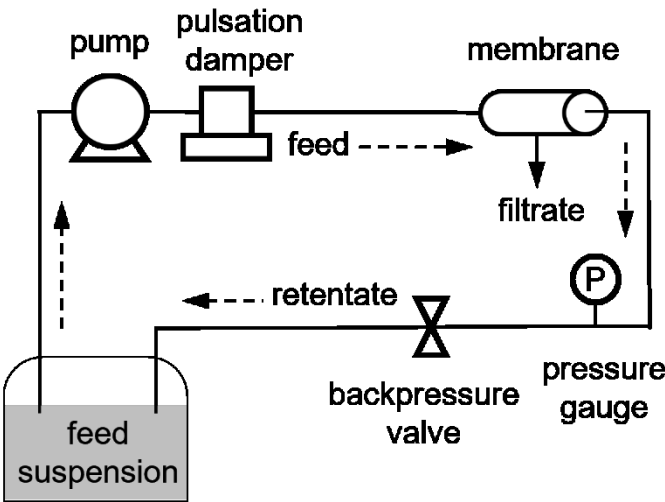 pump
pulsation
damper
membrane
feed
filtrate
P
retentate
backpressure
valve
pressure
gauge
feed
suspension